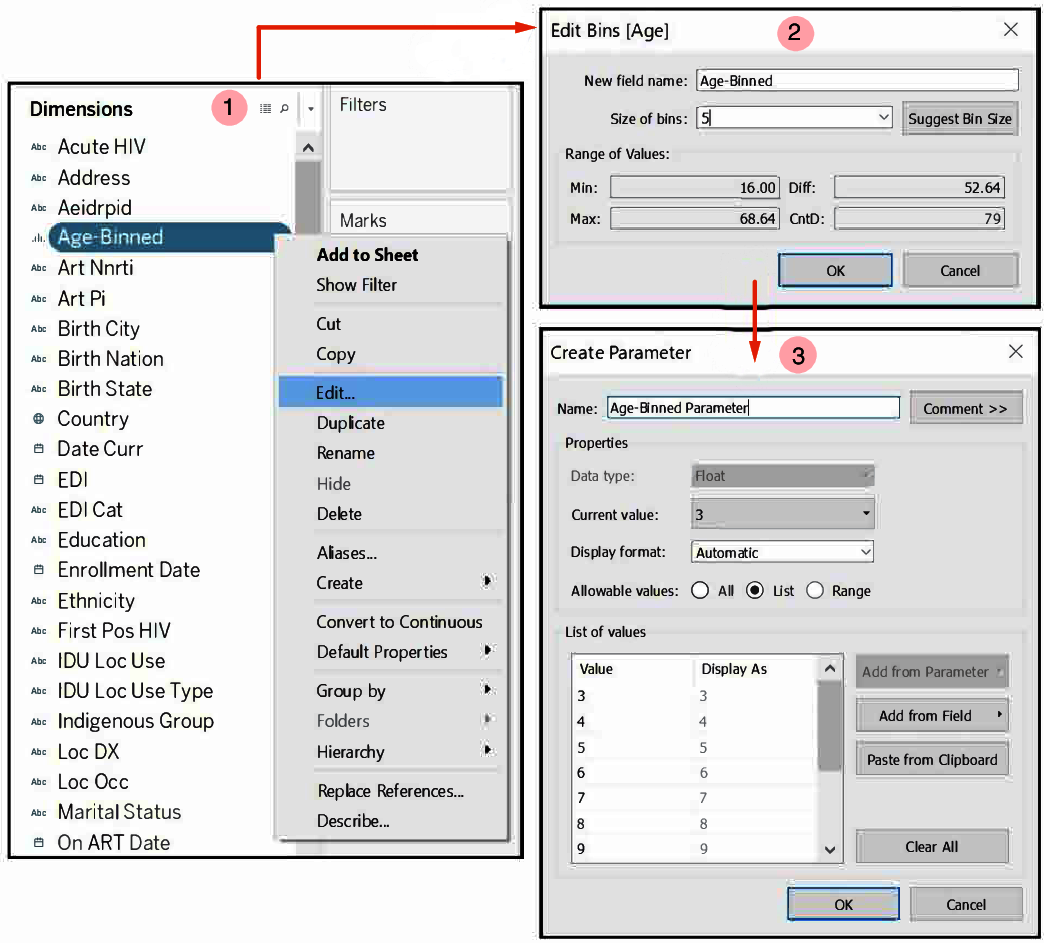 1
Dimensions
Abc Acute HIV
Abc Address
Abc Aeidrpid
Age-Binned
Abc Art Nnrti
Abc Art Pi
Abc Birth City
Abc Birth Nation
Abc Birth State
Country
Date Curr
EDI
Abc EDI Cat
Abc Education
Enrollment Date
Abc Ethnicity
Abc First Pos HIV
Abc IDU Loc Use
Abc IDU Loc Use Type
Abc Indigenous Group
Abc Loc DX
Abc Loc Occ
Abc Marital Status
On ART Date
Filters
Marks
Add to Sheet
Show Filter
Cut
Copy
Edit...
Duplicate
Rename
Hide
Delete
Aliases...
Create
Convert to Continuous
Default Properties
Group by
Folders
Hierarchy
Replace References...
Describe...
Edit Bins [Age]
2
New field name: Age-Binned
Size of bins: 5 Suggest Bin Size
Range of Values:
Min: 16.00 Diff: 52.64
Max: 68.64 CntD: 79
OK Cancel
Create Parameter
3
Name: Age-Binned Parameter Comment >>
Properties
Data type: Float
Current value: 3
Display format: Automatic
Allowable values: All List Range
List of values
Value Display As
3 3
4 4
5 5
6 6
7 7
8 8
9 9
Add from Parameter
Add from Field
Paste from Clipboard
Clear All
OK Cancel